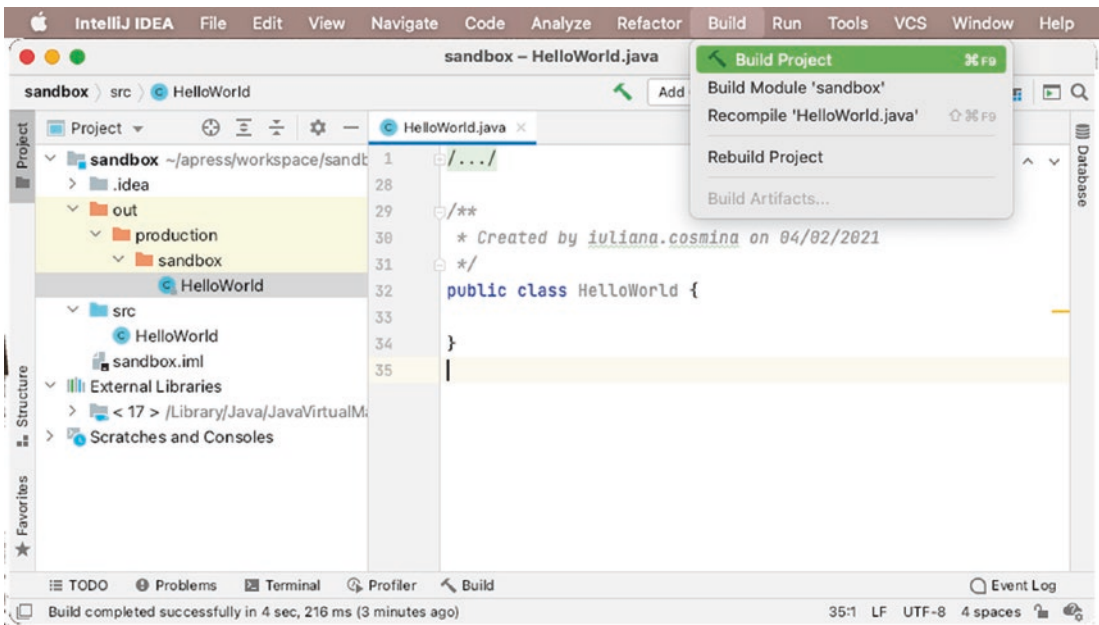 IntelliJ IDEA File Edit View Navigate Code Analyze Refactor Build Run Tools VCS Window Help
sandbox – HelloWorld.java
Build Project ⌘F9
Build Module 'sandbox'
Recompile 'HelloWorld.java' ⇧⌘F9
Rebuild Project
Build Artifacts...
sandbox src HelloWorld
Add
Project
HelloWorld.java
sandbox ~/apress/workspace/sandb
.idea
out
production
sandbox
HelloWorld
src
HelloWorld
sandbox.iml
External Libraries
< 17 > /Library/Java/JavaVirtualMa
Scratches and Consoles
1 /.../
28
29 /**
30 * Created by iuliana.cosmina on 04/02/2021
31 */
32 public class HelloWorld {
33
34 }
35
Project
Structure
Favorites
Database
TODO Problems Terminal Profiler Build Event Log
Build completed successfully in 4 sec, 216 ms (3 minutes ago) 35:1 LF UTF-8 4 spaces